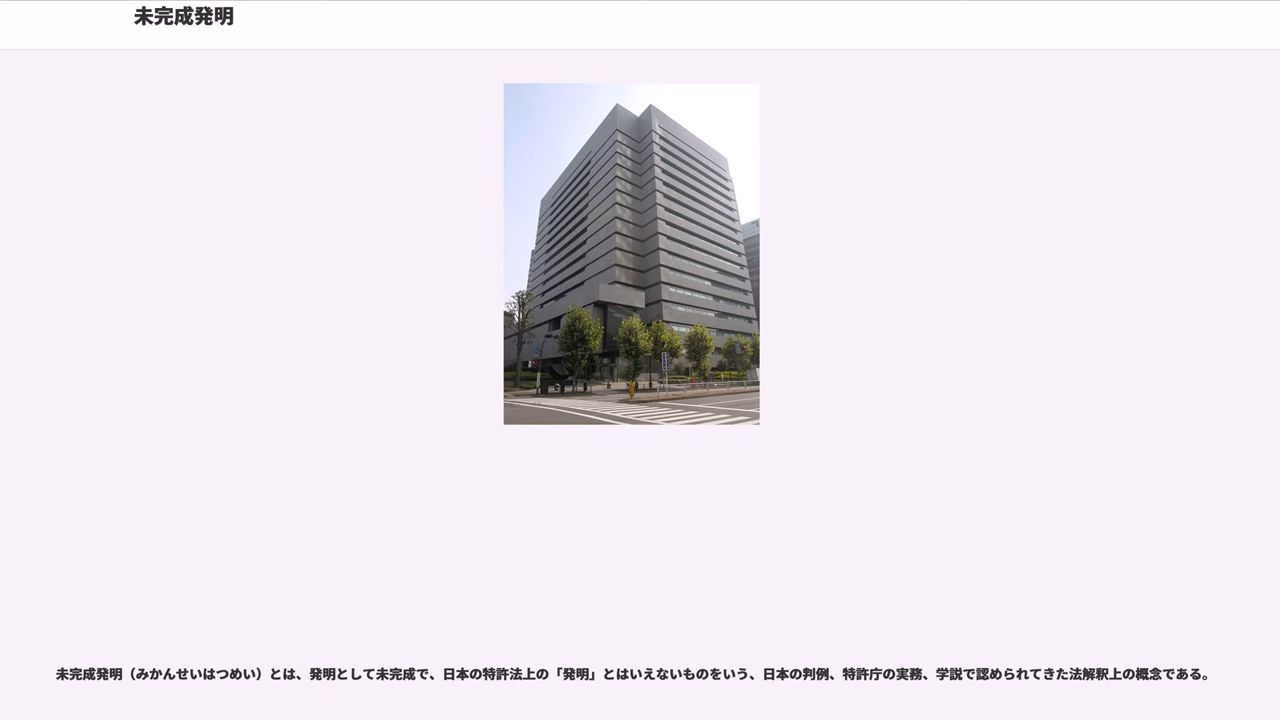 未完成発明
未完成発明（みかんせいはつめい）とは、発明として未完成で、日本の特許法上の「発明」とはいえないものをいう、日本の判例、特許庁の実務、学説で認められてきた法解釈上の概念である。